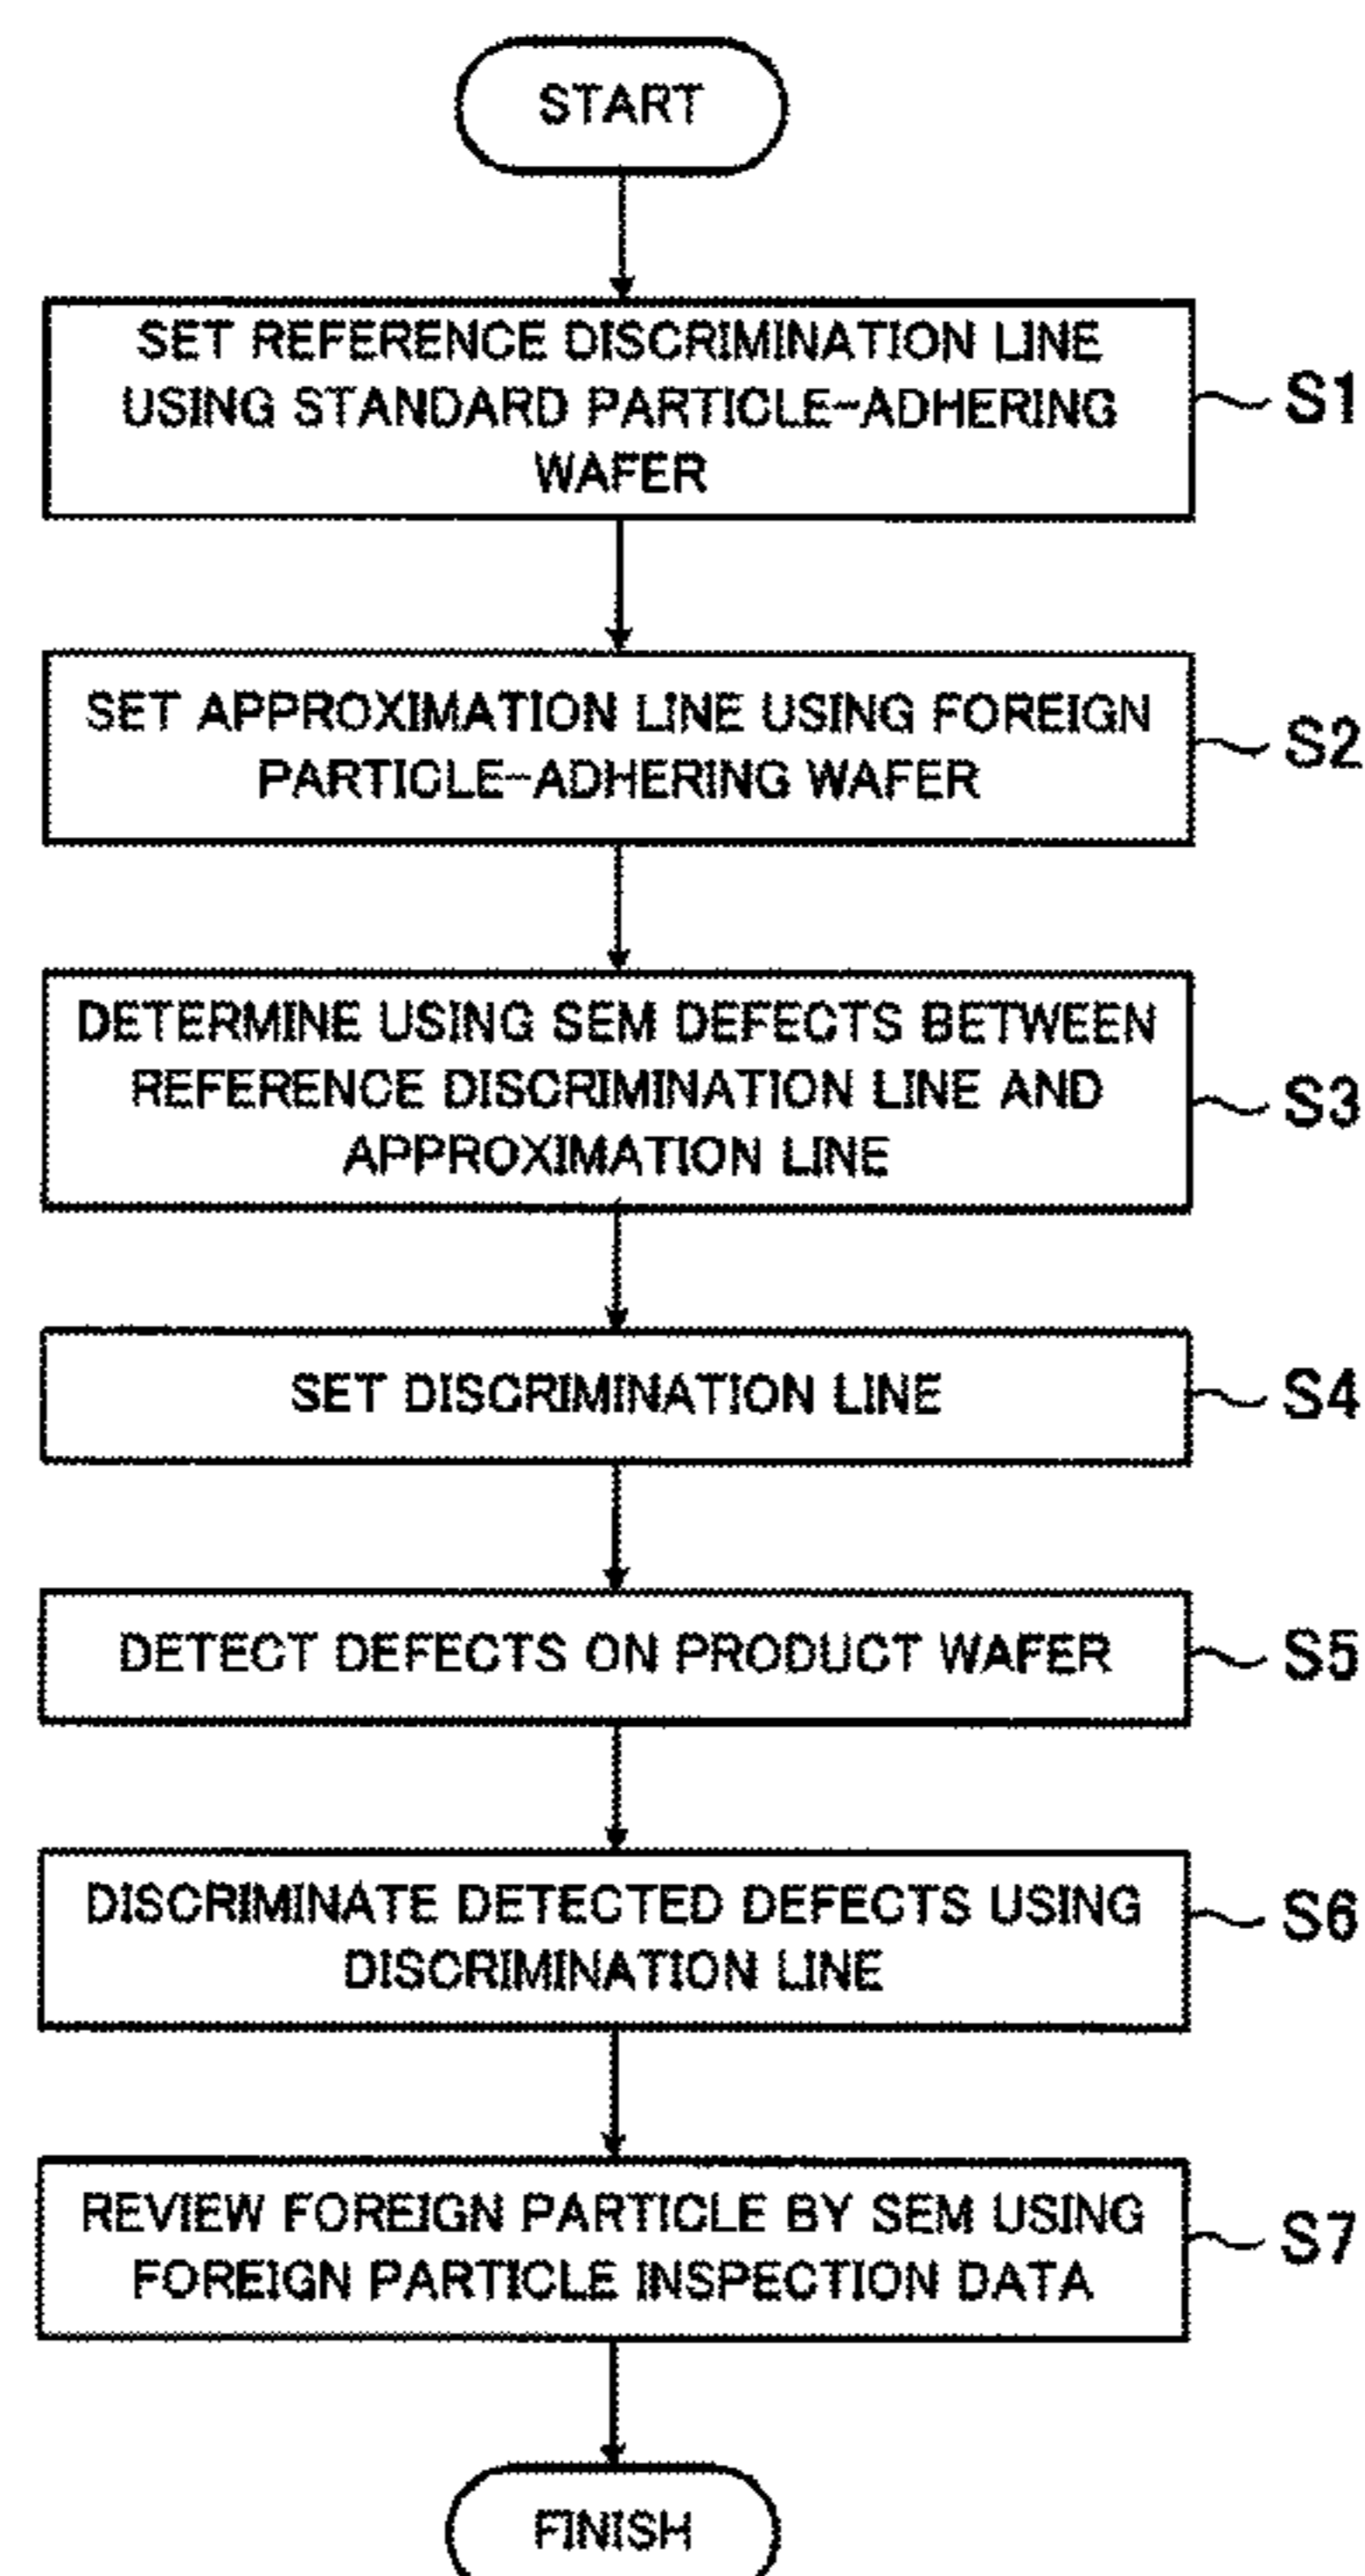 START
SET REFERENCE DISCRIMINATION LINE
USING STANDARD PARTICLE-ADHERING
WAFER
S1
SET APPROXIMATION LINE USING FOREIGN
PARTICLE-ADHERING WAFER
S2
DETERMINE USING SEM DEFECTS BETWEEN
REFERENCE DISCRIMINATION LINE AND
APPROXIMATION LINE
S3
SET DISCRIMINATION LINE
S4
DETECT DEFECTS ON PRODUCT WAFER
S5
DISCRIMINATE DETECTED DEFECTS USING
DISCRIMINATION LINE
S6
REVIEW FOREIGN PARTICLE BY SEM USING
FOREIGN PARTICLE INSPECTION DATA
S7
FINISH